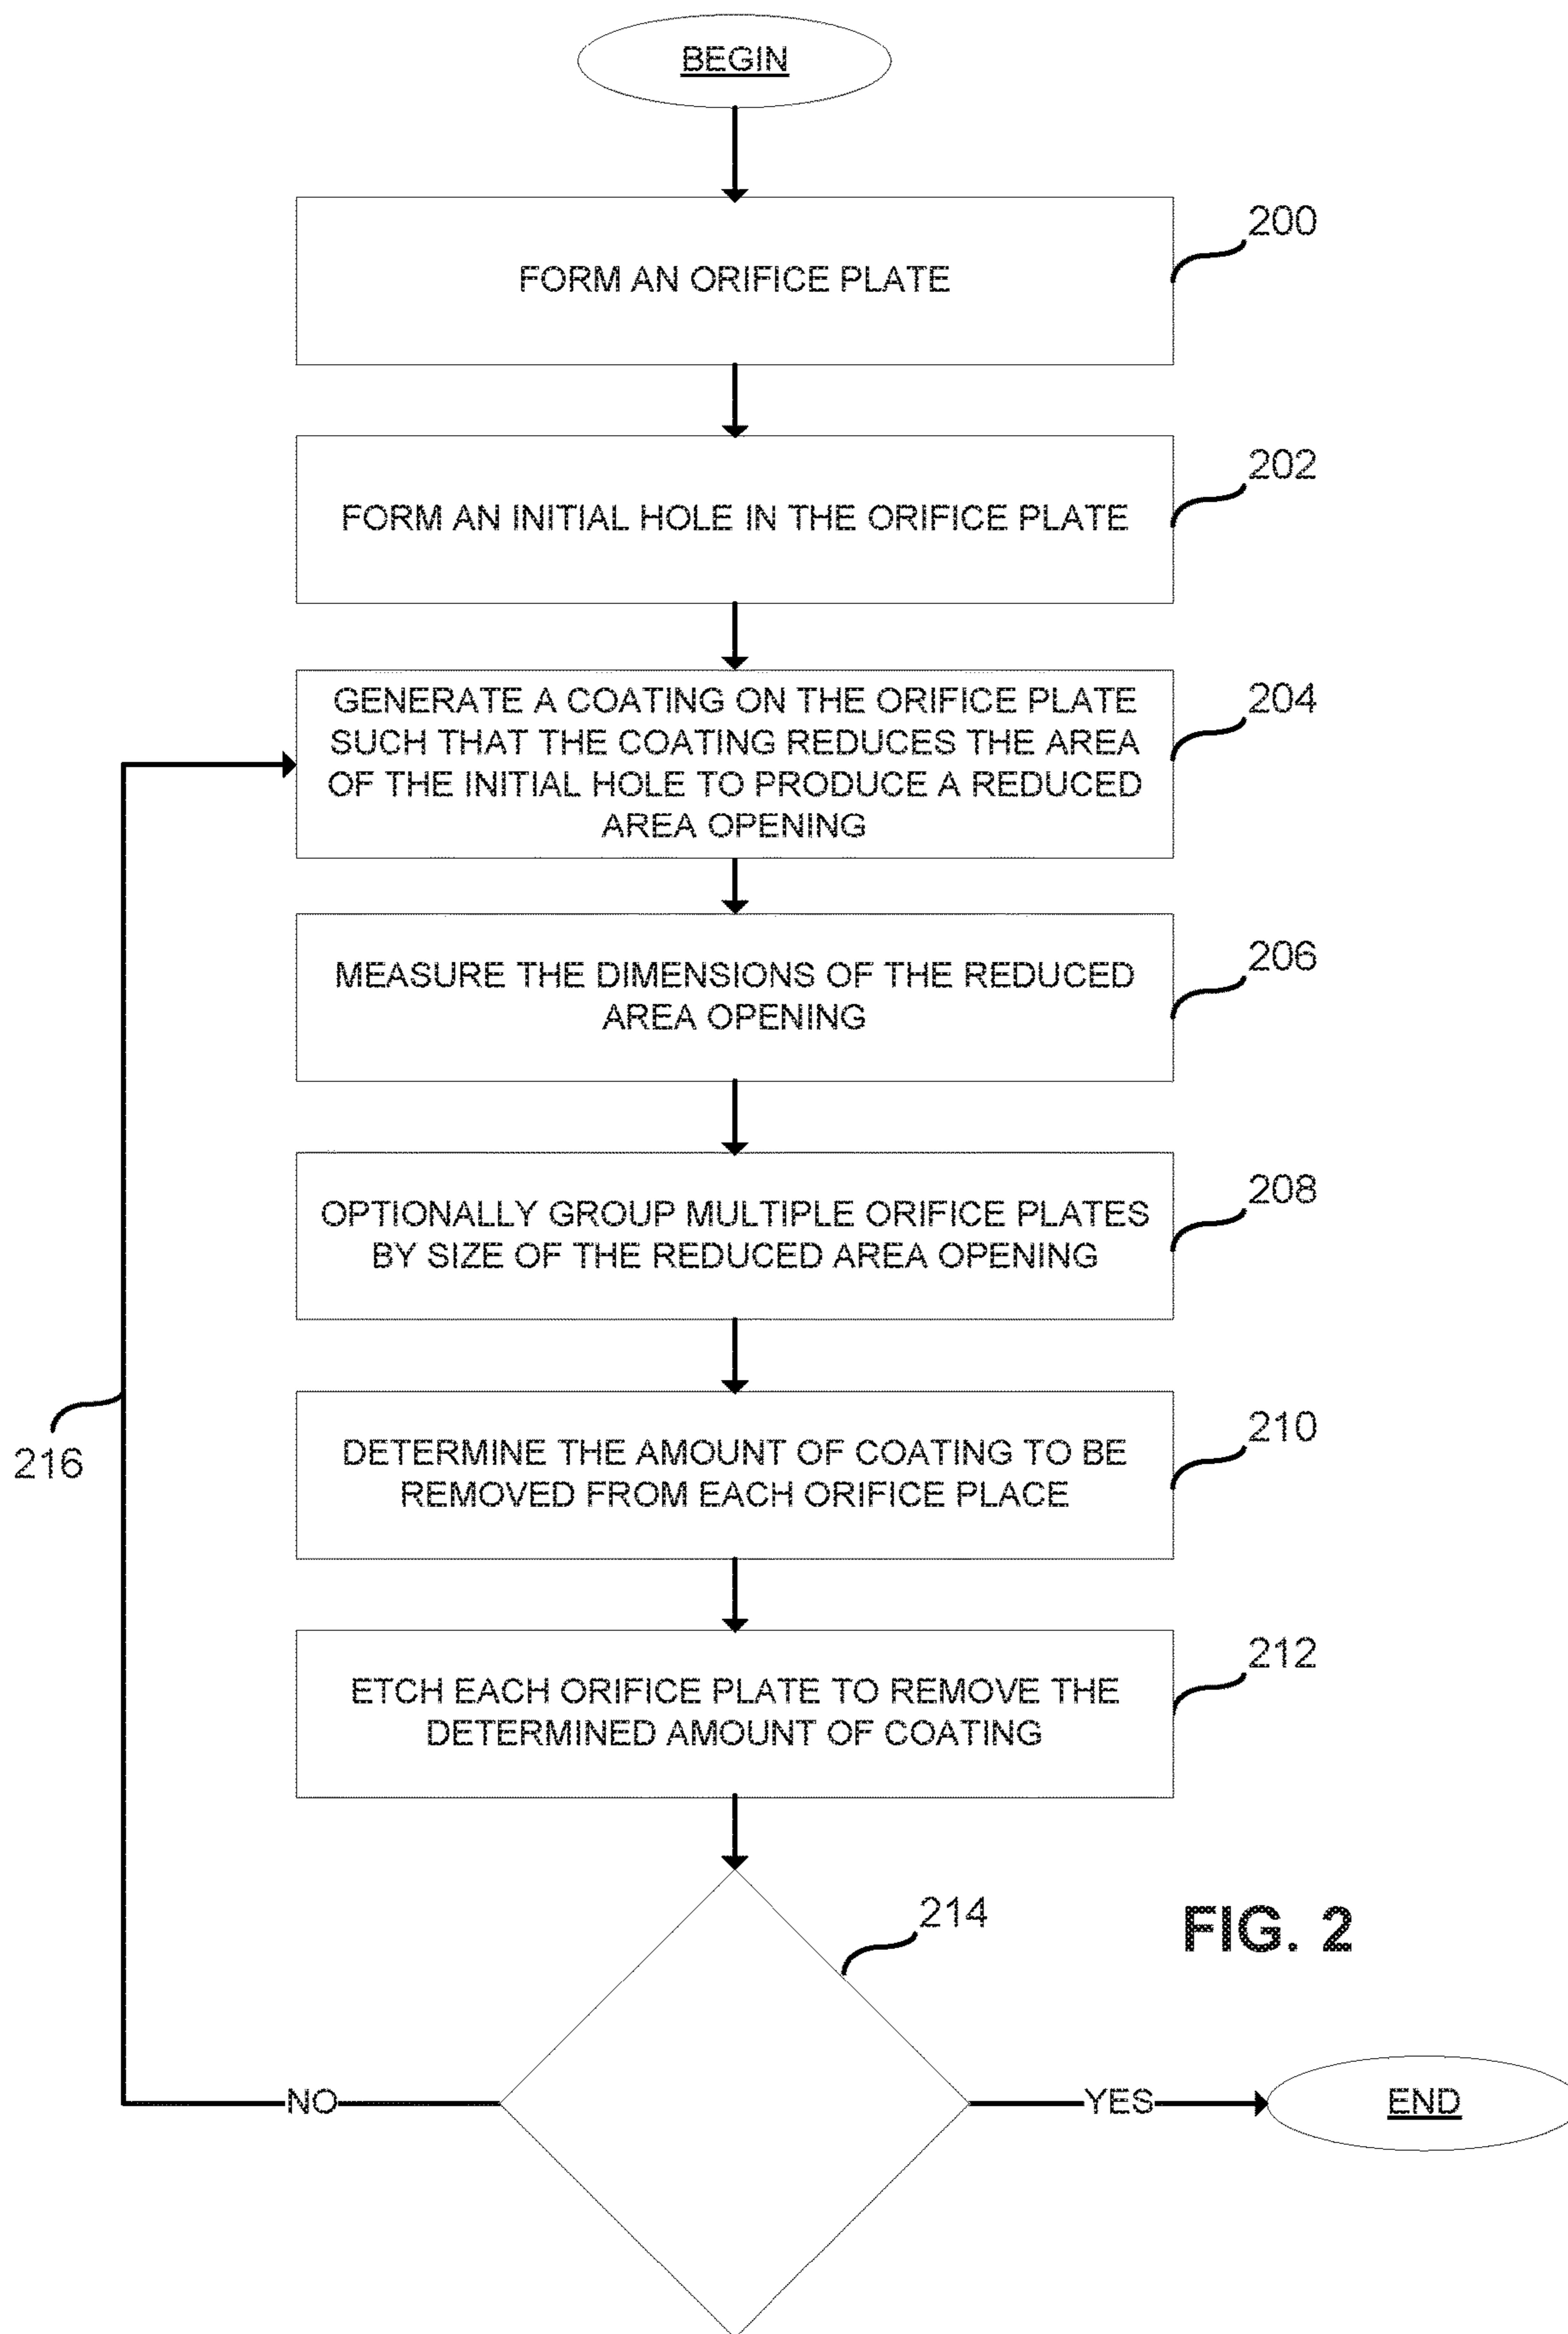 BEGIN
200
FORM AN ORIFICE PLATE
202
FORM AN INITIAL HOLE IN THE ORIFICE PLATE
204
GENERATE A COATING ON THE ORIFICE PLATE
SUCH THAT THE COATING REDUCES THE AREA
OF THE INITIAL HOLE TO PRODUCE A REDUCED
AREA OPENING
206
MEASURE THE DIMENSIONS OF THE REDUCED
AREA OPENING
208
OPTIONALLY GROUP MULTIPLE ORIFICE PLATES
BY SIZE OF THE REDUCED AREA OPENING
210
DETERMINE THE AMOUNT OF COATING TO BE
REMOVED FROM EACH ORIFICE PLACE
216
212
ETCH EACH ORIFICE PLATE TO REMOVE THE
DETERMINED AMOUNT OF COATING
214
FIG. 2
NO
YES
END